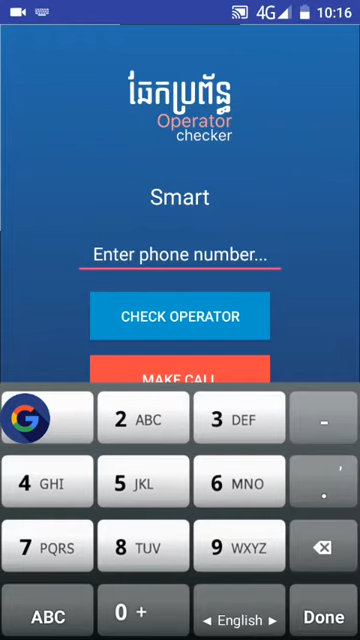 4G 10:16
ឆែកប្រព័ន្ធ
Operator
checker
Smart
Enter phone number...
CHECK OPERATOR
MAKE CALL
2 ABC 3 DEF -
4 GHI 5 JKL 6 MNO , .
7 PQRS 8 TUV 9 WXYZ
ABC 0 + ◄ English ► Done